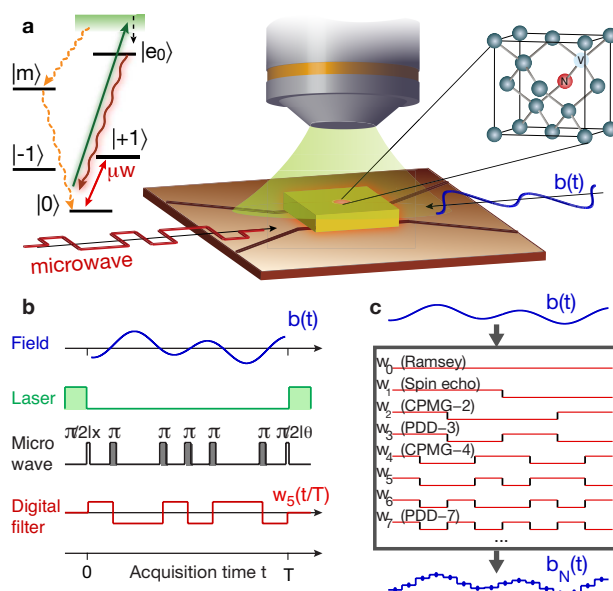 a
|e₀⟩
|m⟩
|+1⟩
|-1⟩
μw
|0⟩
V
N
b(t)
microwave
b
Field
b(t)
Laser
π/2|x π π π π π π/2|θ
Micro
wave
Digital
filter
w₅(t/T)
0 Acquisition time t T
c
b(t)
w₀ (Ramsey)
w₁ (Spin echo)
w₂ (CPMG−2)
w₃ (PDD−3)
w₄ (CPMG−4)
w₅
w₆
w₇ (PDD−7)
...
b_N(t)